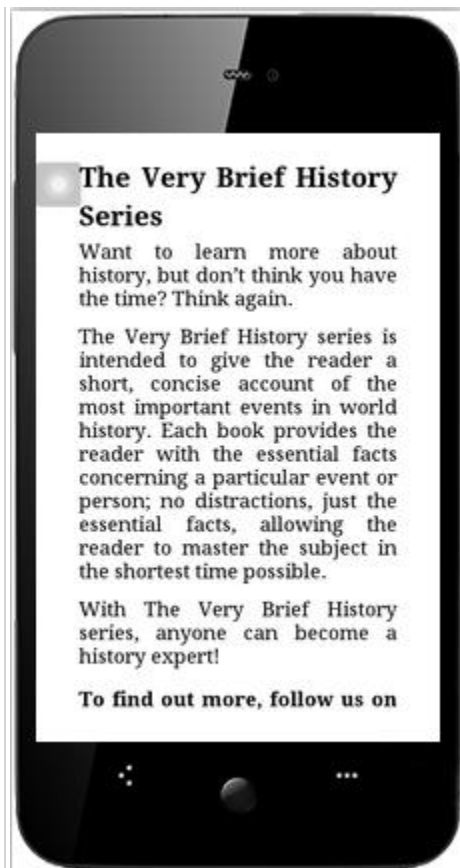 The Very Brief History
Series
Want to learn more about
history, but don't think you have
the time? Think again.
The Very Brief History series is
intended to give the reader a
short, concise account of the
most important events in world
history. Each book provides the
reader with the essential facts
concerning a particular event or
person; no distractions, just the
essential facts, allowing the
reader to master the subject in
the shortest time possible.
With The Very Brief History
series, anyone can become a
history expert!
To find out more, follow us on